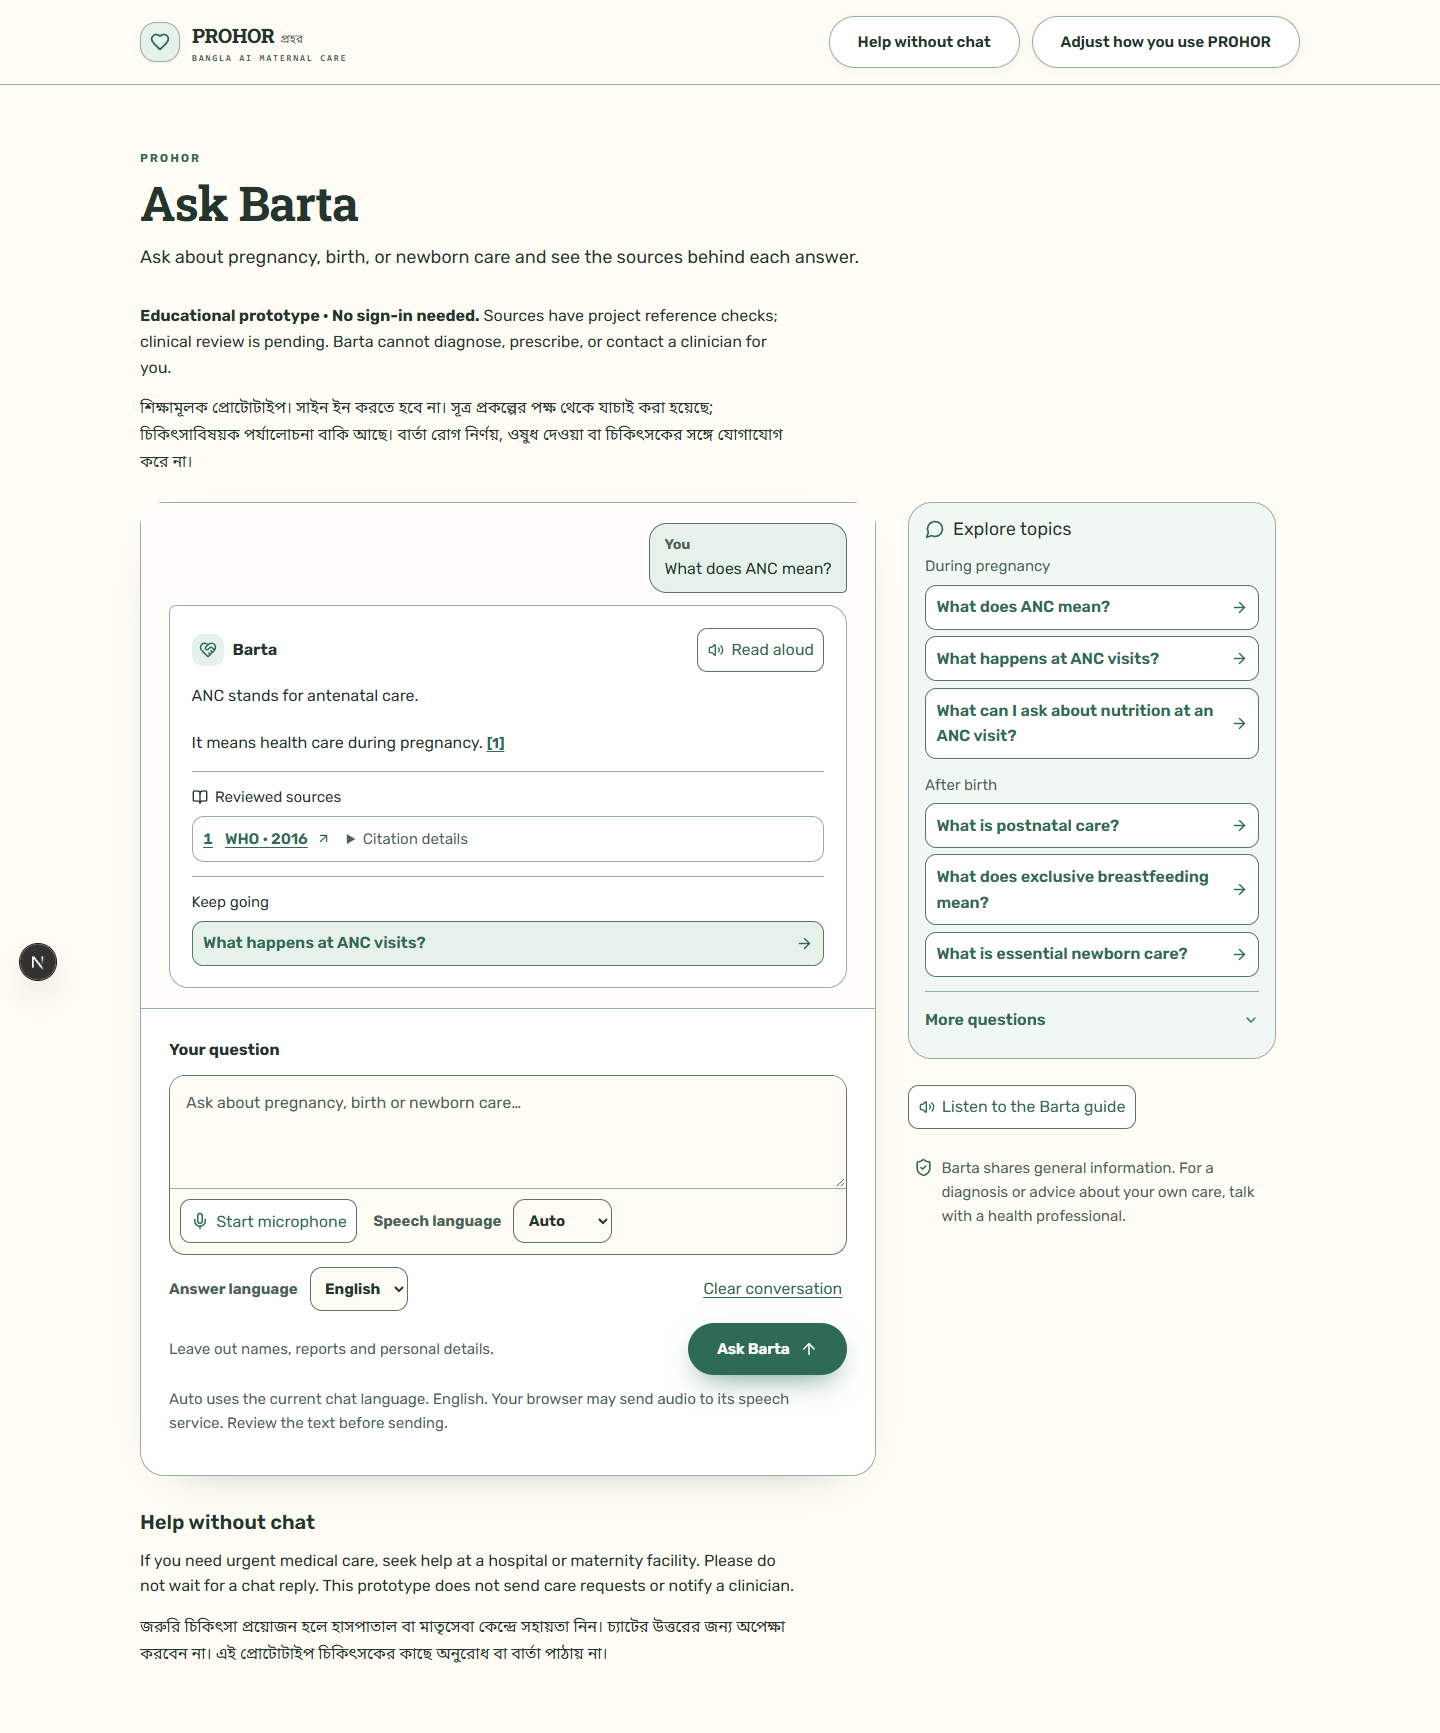 PROHOR প্রহর
BANGLA AI MATERNAL CARE
Help without chat
Adjust how you use PROHOR
PROHOR
Ask Barta
Ask about pregnancy, birth, or newborn care and see the sources behind each answer.
Educational prototype • No sign-in needed. Sources have project reference checks;
clinical review is pending. Barta cannot diagnose, prescribe, or contact a clinician for
you.
শিক্ষামূলক প্রোটোটাইপ। সাইন ইন করতে হবে না। সূত্র প্রকল্পের পক্ষ থেকে যাচাই করা হয়েছে;
চিকিৎসাবিষয়ক পর্যালোচনা বাকি আছে। বার্তা রোগ নির্ণয়, ওষুধ দেওয়া বা চিকিৎসকের সঙ্গে যোগাযোগ
করে না।
You
What does ANC mean?
Barta
Read aloud
ANC stands for antenatal care.
It means health care during pregnancy. [1]
Reviewed sources
1 WHO • 2016 Citation details
Keep going
What happens at ANC visits?
Your question
Ask about pregnancy, birth or newborn care…
Start microphone
Speech language
Auto
Answer language
English
Clear conversation
Leave out names, reports and personal details.
Ask Barta
Auto uses the current chat language. English. Your browser may send audio to its speech
service. Review the text before sending.
Explore topics
During pregnancy
What does ANC mean?
What happens at ANC visits?
What can I ask about nutrition at an
ANC visit?
After birth
What is postnatal care?
What does exclusive breastfeeding
mean?
What is essential newborn care?
More questions
Listen to the Barta guide
Barta shares general information. For a
diagnosis or advice about your own care, talk
with a health professional.
N
Help without chat
If you need urgent medical care, seek help at a hospital or maternity facility. Please do
not wait for a chat reply. This prototype does not send care requests or notify a clinician.
জরুরি চিকিৎসা প্রয়োজন হলে হাসপাতাল বা মাতৃসেবা কেন্দ্রে সহায়তা নিন। চ্যাটের উত্তরের জন্য অপেক্ষা
করবেন না। এই প্রোটোটাইপ চিকিৎসকের কাছে অনুরোধ বা বার্তা পাঠায় না।